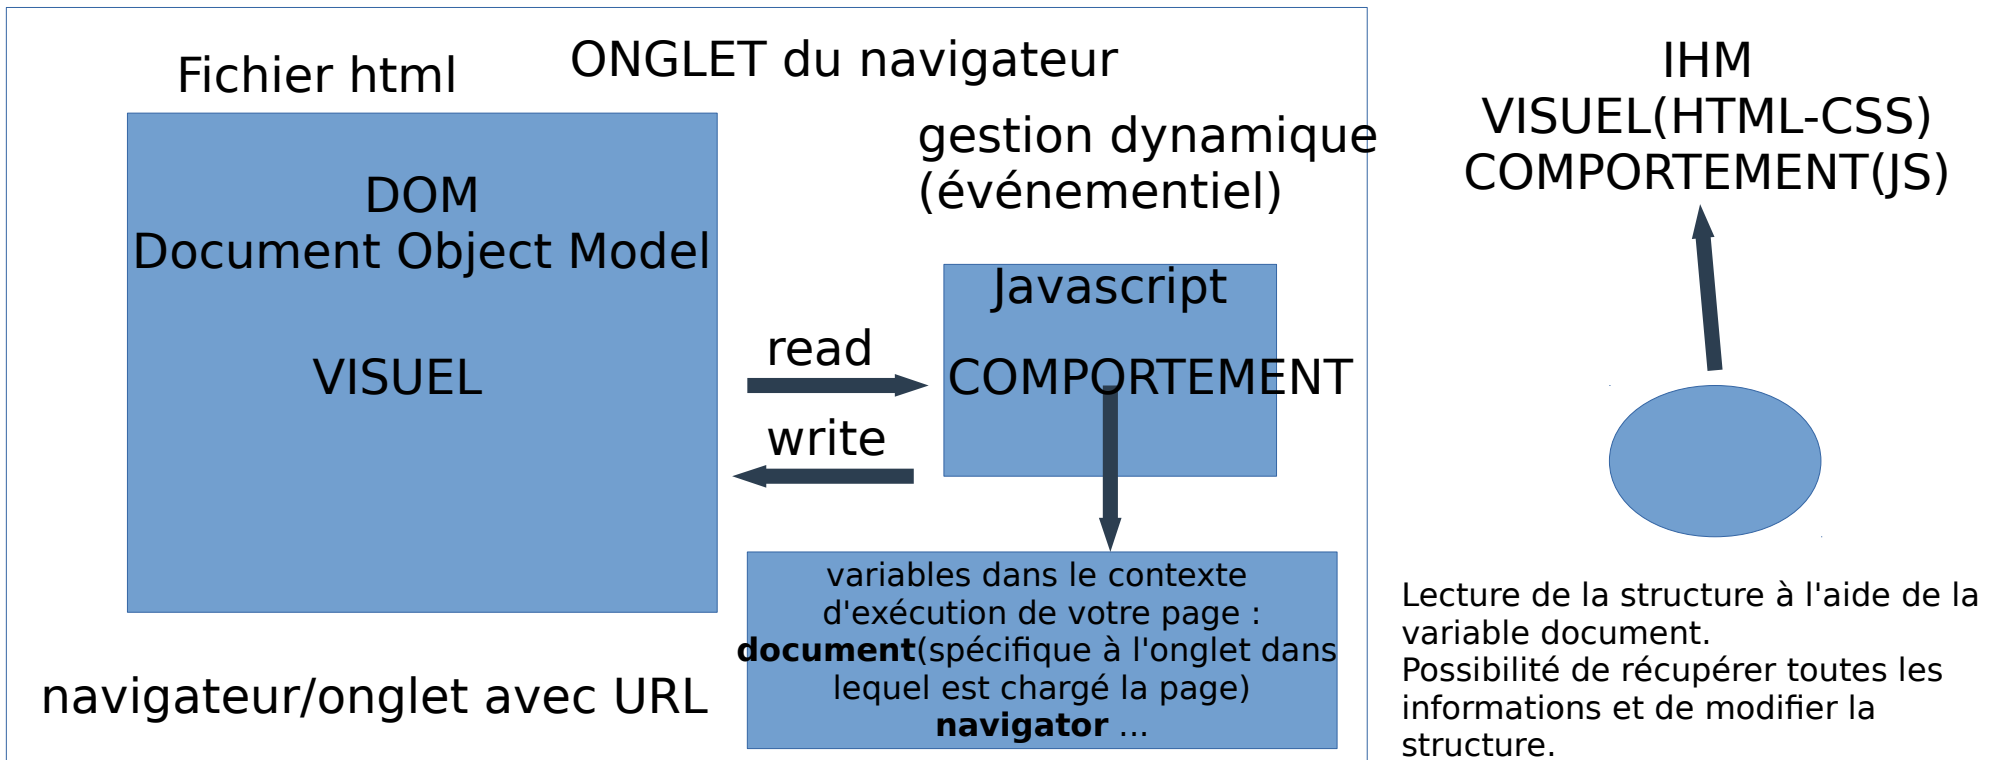 ONGLET du navigateur
Fichier html
DOM
Document Object Model
VISUEL
navigateur/onglet avec URL
read
write
gestion dynamique
(événementiel)
Javascript
COMPORTEMENT
variables dans le contexte
d'exécution de votre page :
document(spécifique à l'onglet dans
lequel est chargé la page)
navigator ...
IHM
VISUEL(HTML-CSS)
COMPORTEMENT(JS)
Lecture de la structure à l'aide de la
variable document.
Possibilité de récupérer toutes les
informations et de modifier la
structure.